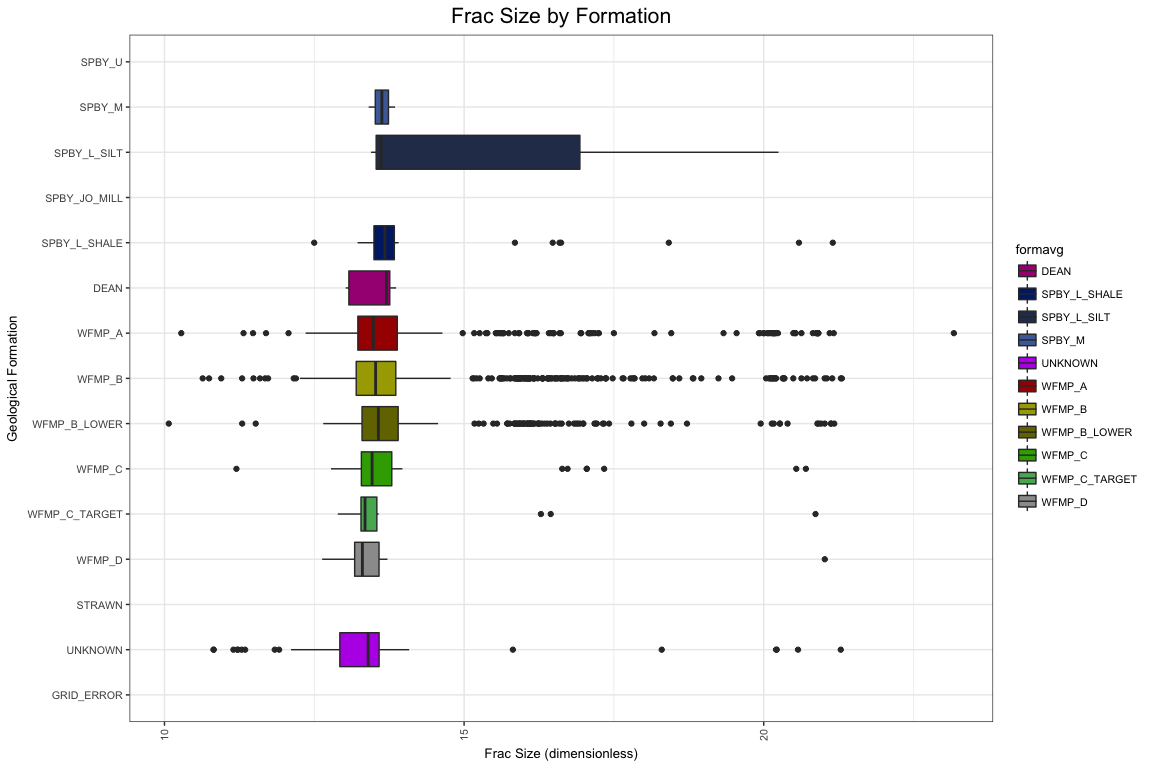 Frac Size by Formation
Geological Formation
SPBY_U
SPBY_M
SPBY_L_SILT
SPBY_JO_MILL
SPBY_L_SHALE
DEAN
WFMP_A
WFMP_B
WFMP_B_LOWER
WFMP_C
WFMP_C_TARGET
WFMP_D
STRAWN
UNKNOWN
GRID_ERROR
10
15
20
Frac Size (dimensionless)
formavg
DEAN
SPBY_L_SHALE
SPBY_L_SILT
SPBY_M
UNKNOWN
WFMP_A
WFMP_B
WFMP_B_LOWER
WFMP_C
WFMP_C_TARGET
WFMP_D